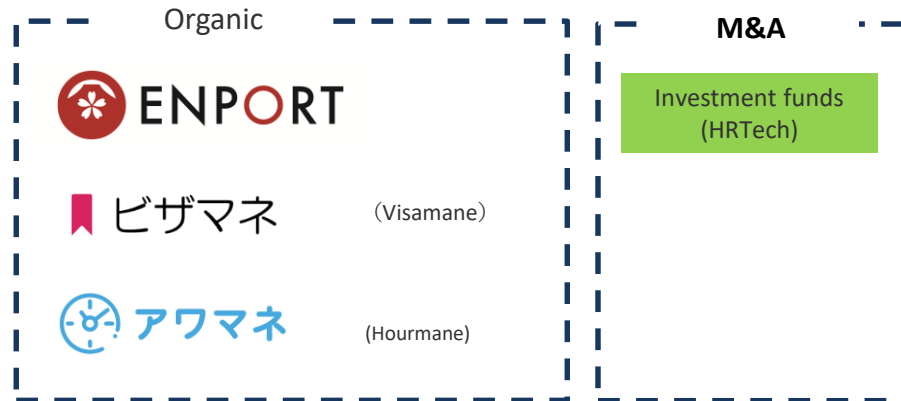 Organic
ENPORT
ビザマネ (Visamane)
アワマネ (Hourmane)
M&A
Investment funds
(HRTech)